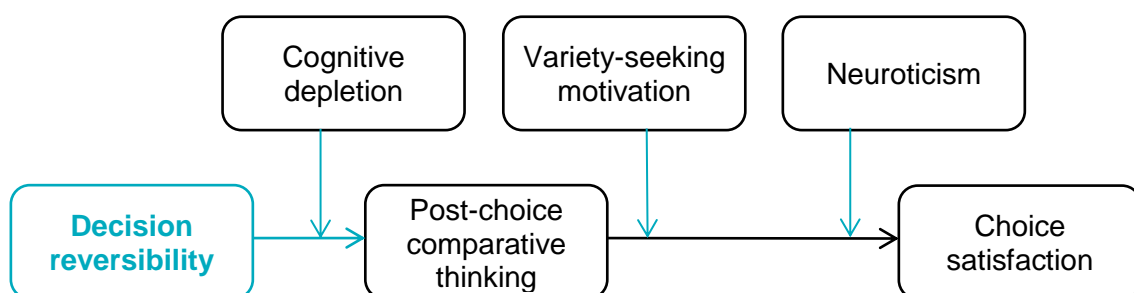 Cognitive
depletion
Variety-seeking
motivation
Neuroticism
Decision
reversibility
Post-choice
comparative
thinking
Choice
satisfaction